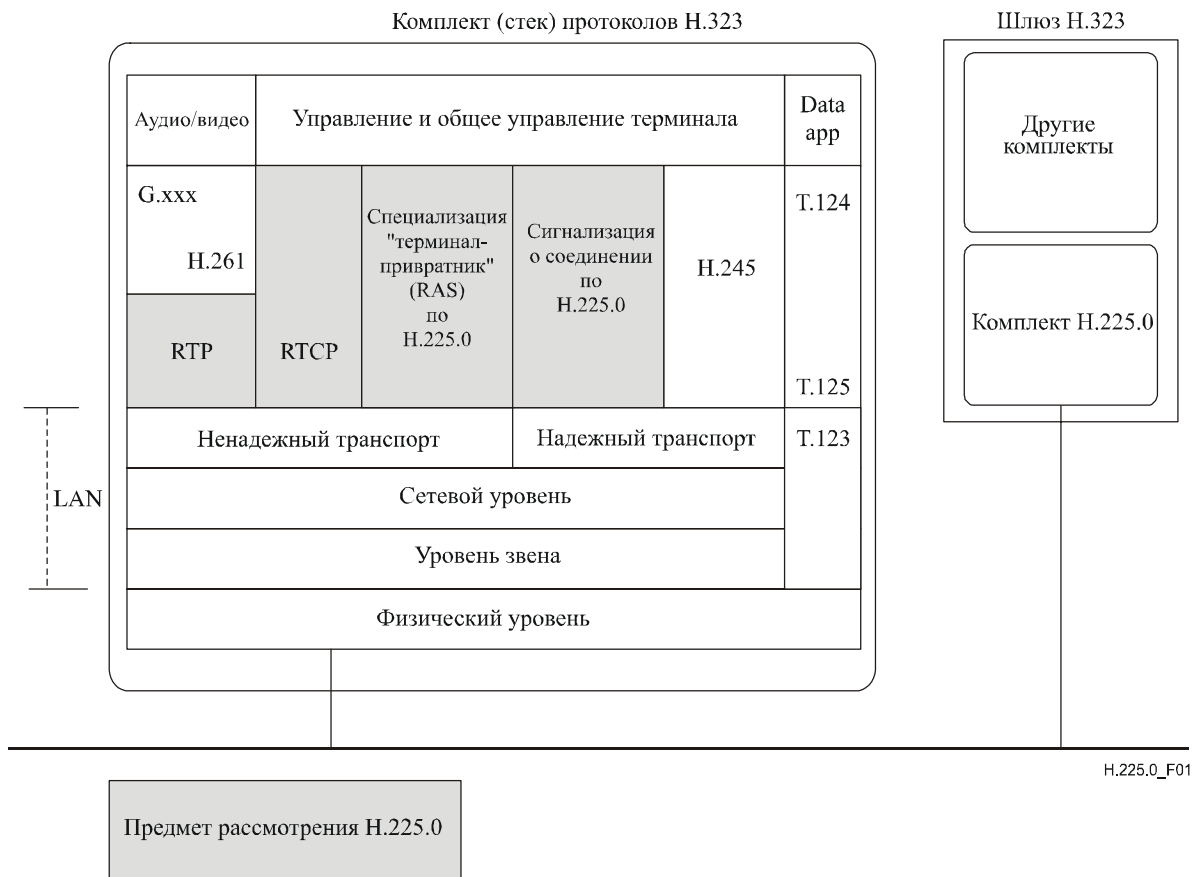 Комплект (стек) протоколов H.323
Шлюз H.323
Аудио/видео
Управление и общее управление терминала
Data
app
Другие
комплекты
G.xxx
H.261
RTP
RTCP
Специализация
"терминал-
привратник"
(RAS)
по
H.225.0
Сигнализация
о соединении
по
H.225.0
H.245
T.124
T.125
Комплект H.225.0
Ненадежный транспорт
Надежный транспорт
T.123
LAN
Сетевой уровень
Уровень звена
Физический уровень
H.225.0_F01
Предмет рассмотрения H.225.0